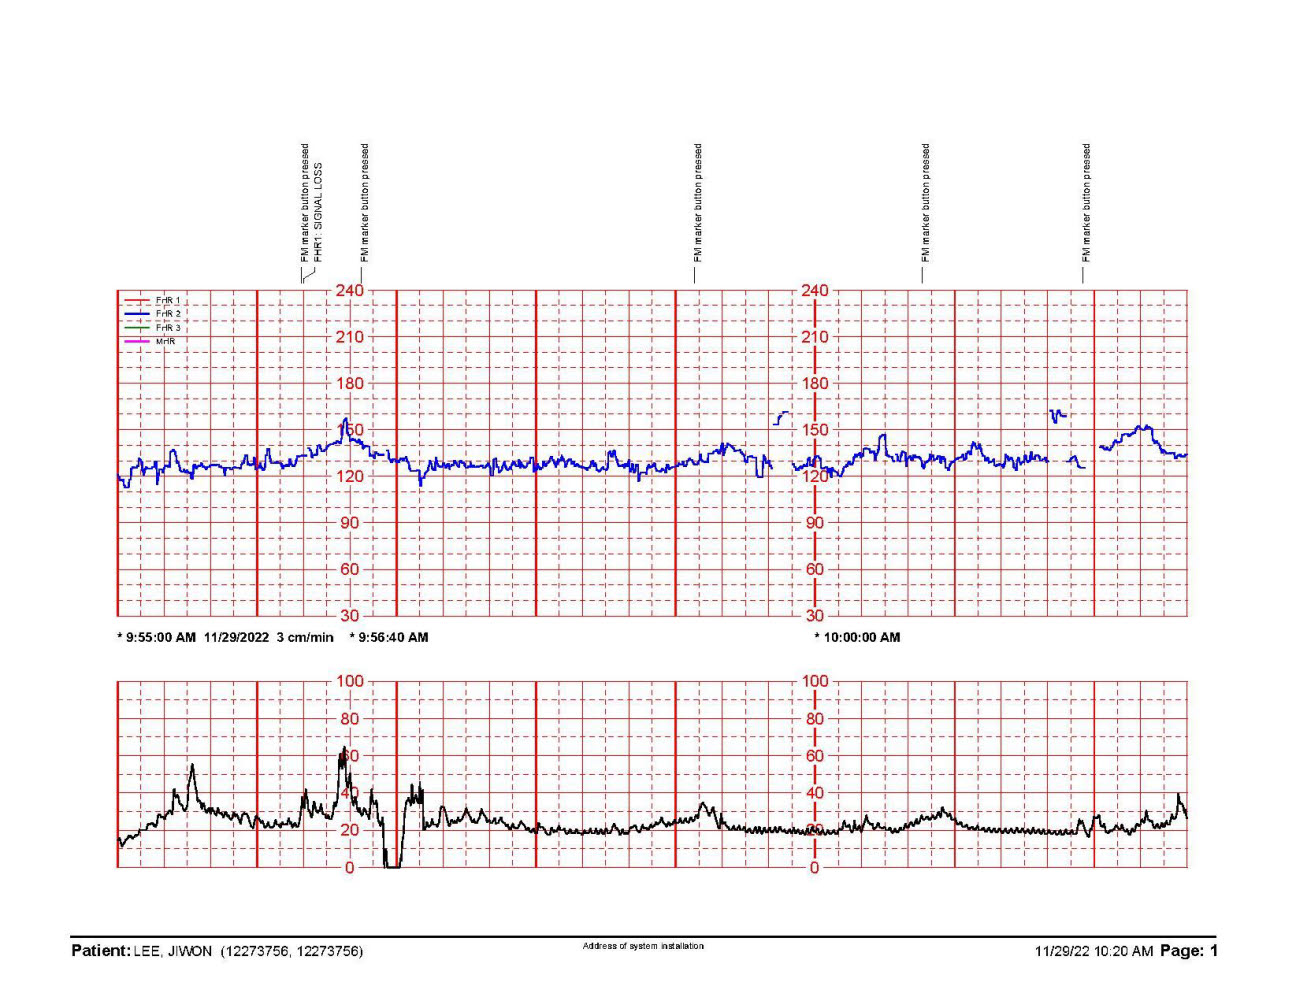 FM marker button pressed
FHR1: SIGNAL LOSS
FM marker button pressed
FM marker button pressed
FM marker button pressed
FM marker button pressed
FHR 1
FHR 2
FHR 3
MHR
240 240
210 210
180 180
150 150
120 120
90 90
60 60
30 30
* 9:55:00 AM 11/29/2022 3 cm/min * 9:56:40 AM * 10:00:00 AM
100 100
80 80
60 60
40 40
20 20
0 0
Patient: LEE, JIWON (12273756, 12273756) Address of system installation 11/29/22 10:20 AM Page: 1